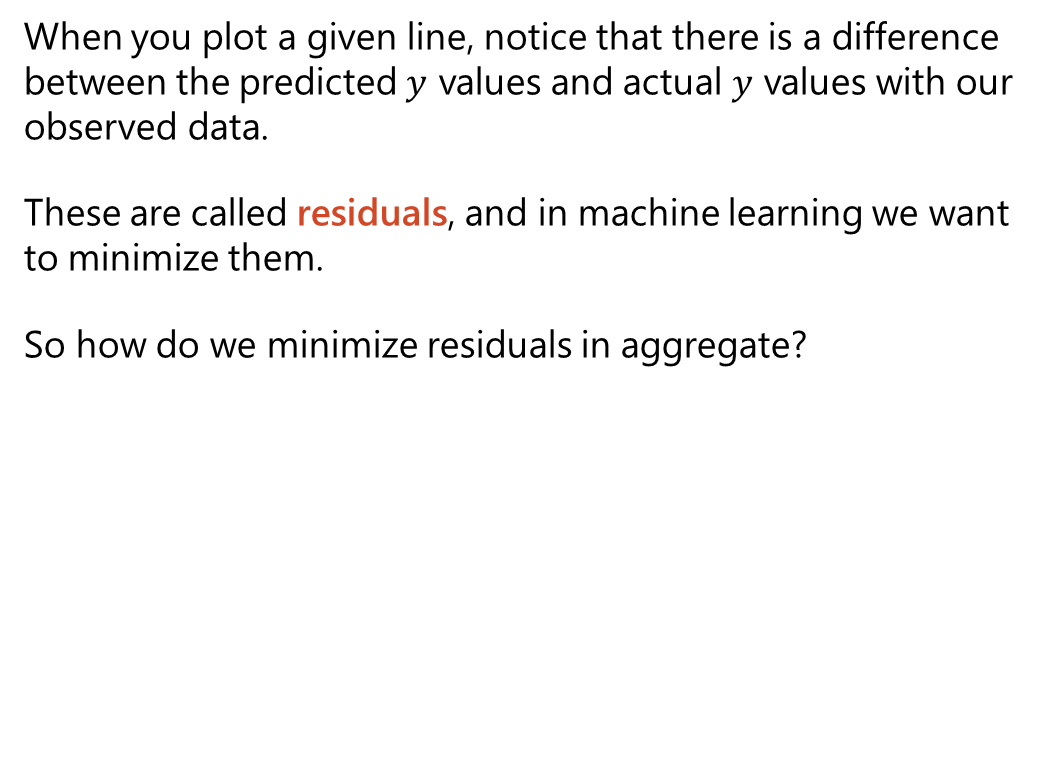 When you plot a given line, notice that there is a difference
between the predicted 𝑦 values and actual 𝑦 values with our
observed data.
These are called residuals, and in machine learning we want
to minimize them.
So how do we minimize residuals in aggregate?